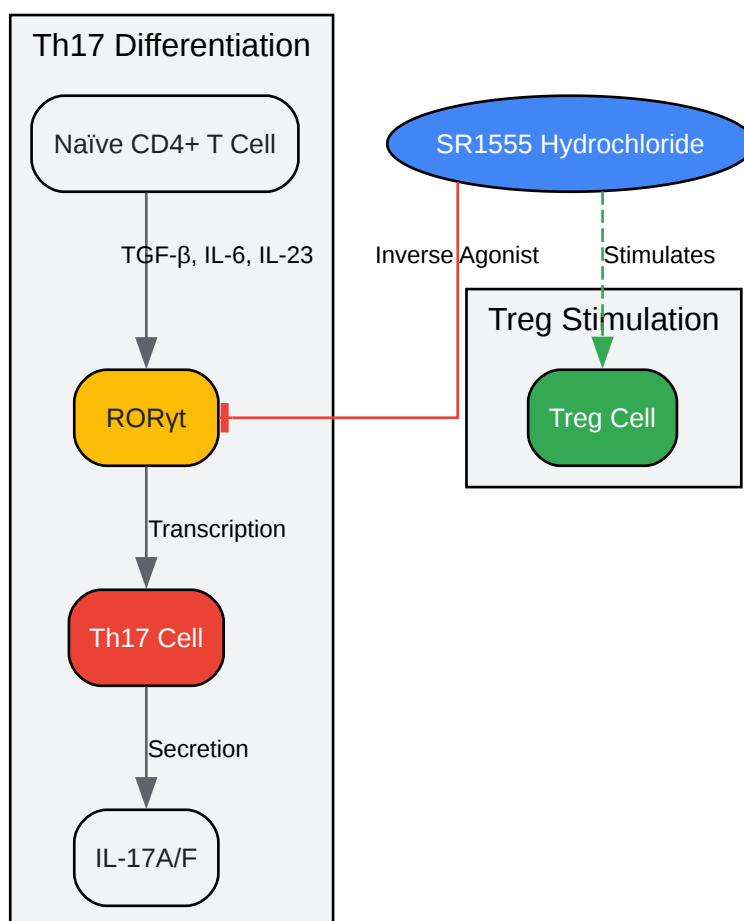 Th17 Differentiation
Naïve CD4+ T Cell
SR1555 Hydrochloride
TGF-β, IL-6, IL-23
Inverse Agonist
Stimulates
Treg Stimulation
RORγt
Treg Cell
Transcription
Th17 Cell
Secretion
IL-17A/F